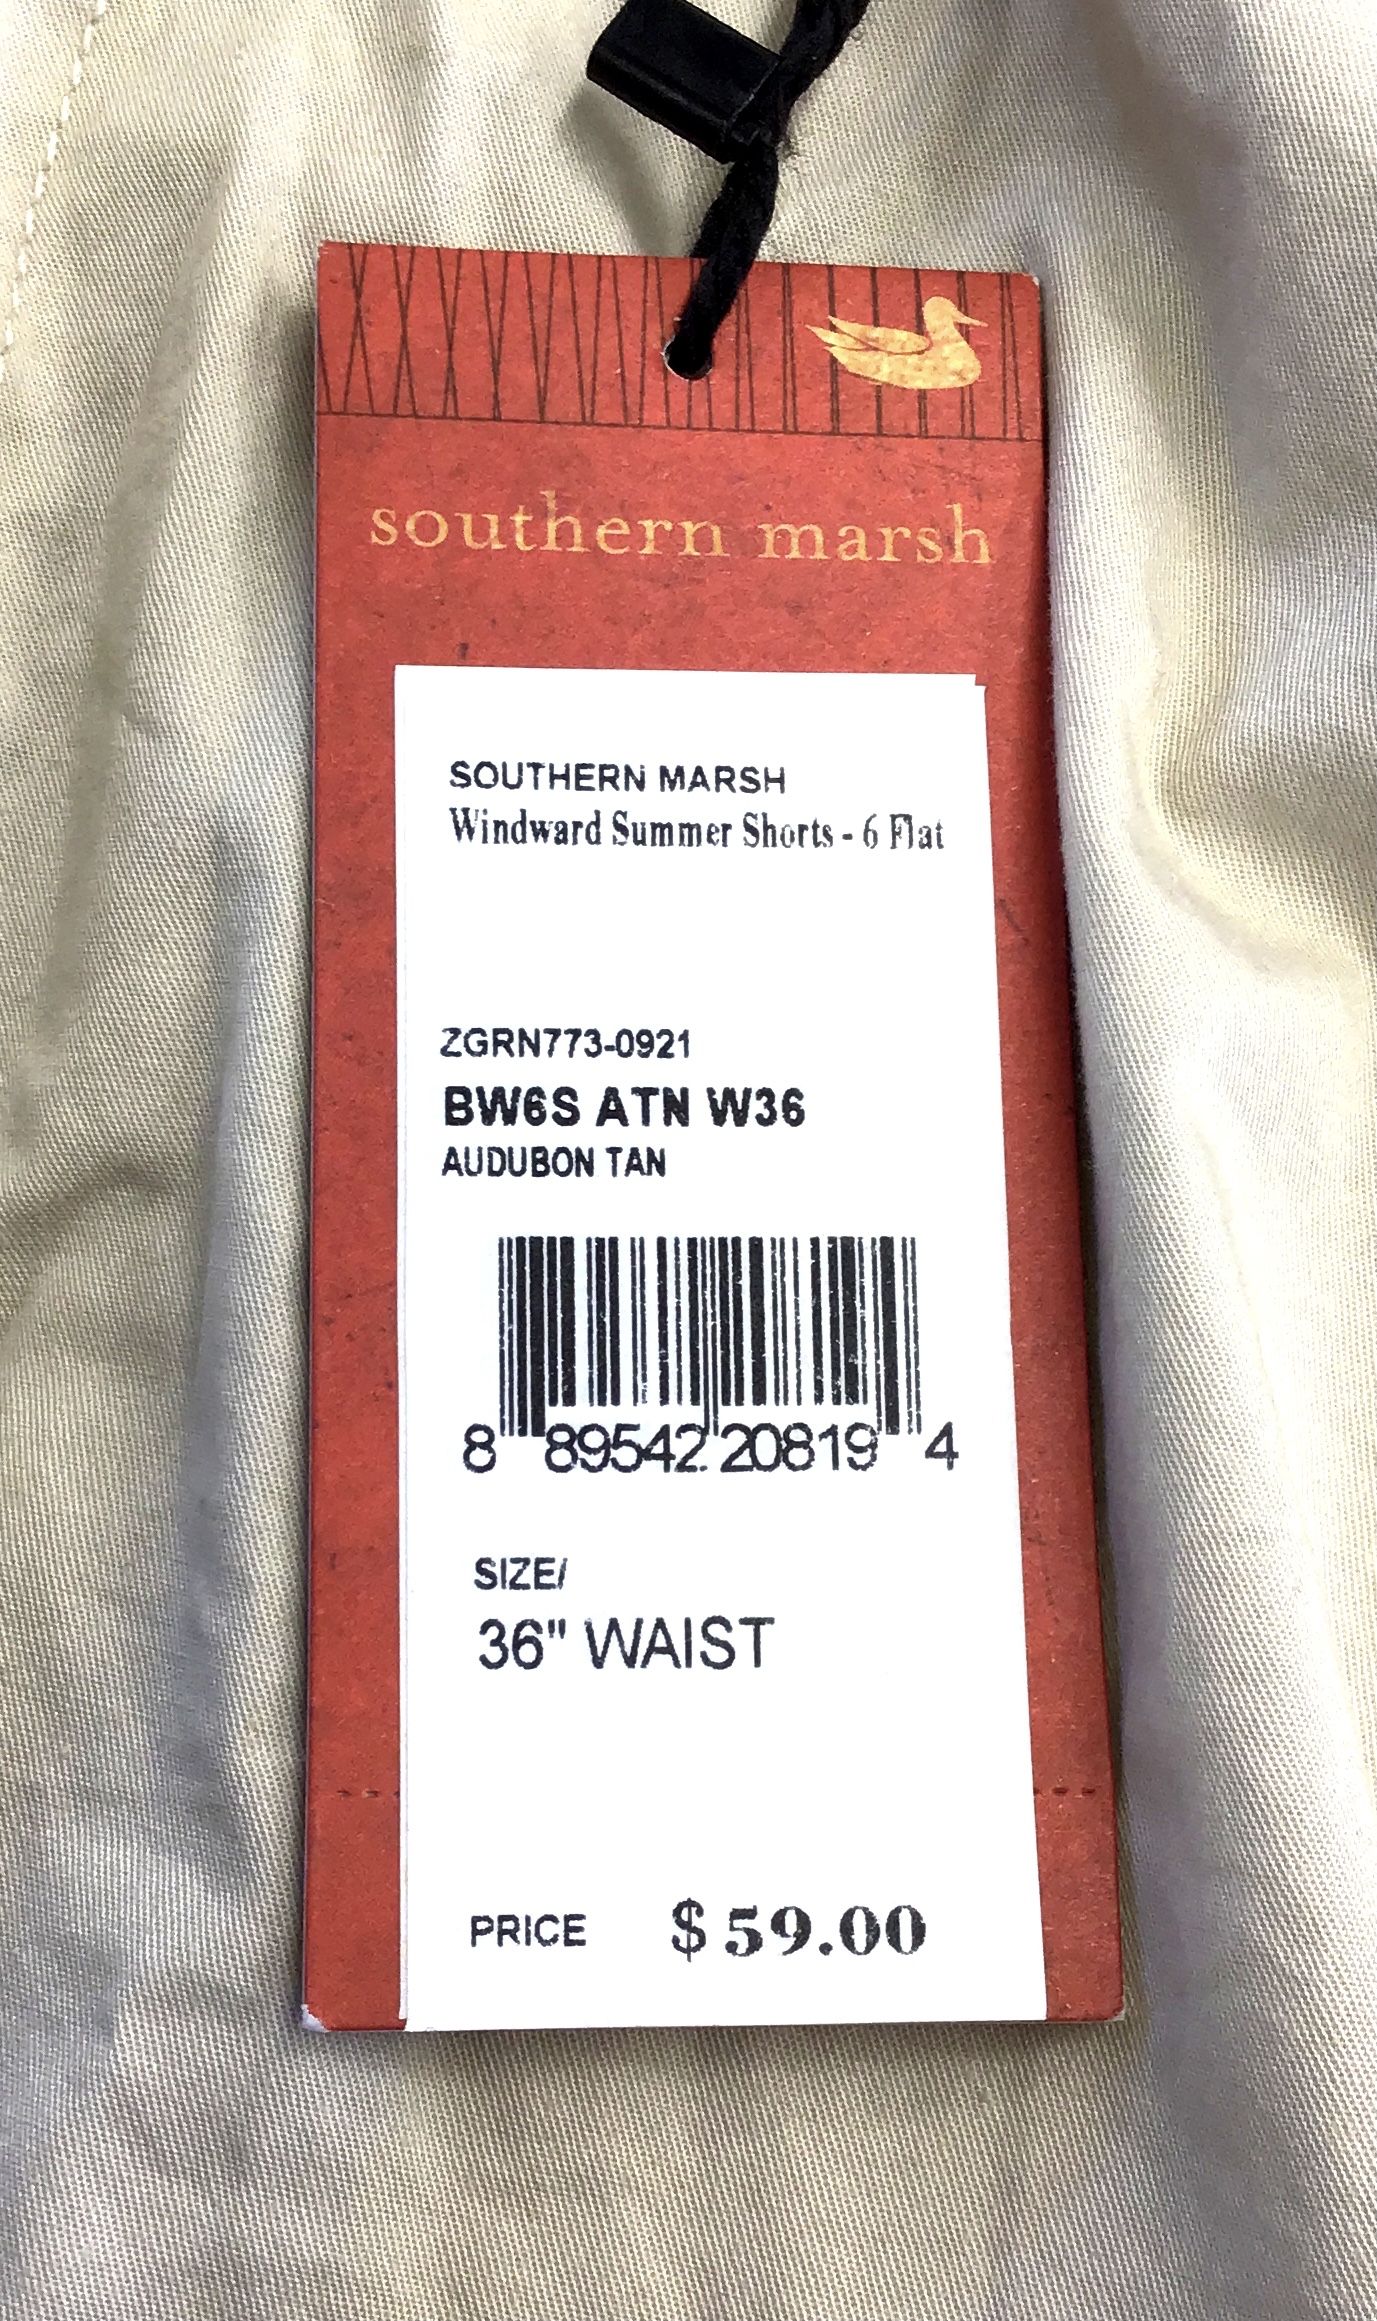 southern marsh
SOUTHERN MARSH
Windward Summer Shorts - 6 Flat
ZGRN773-0921
BW6S ATN W36
AUDUBON TAN
8 89542 20819 4
SIZE/
36" WAIST
PRICE $ 59.00